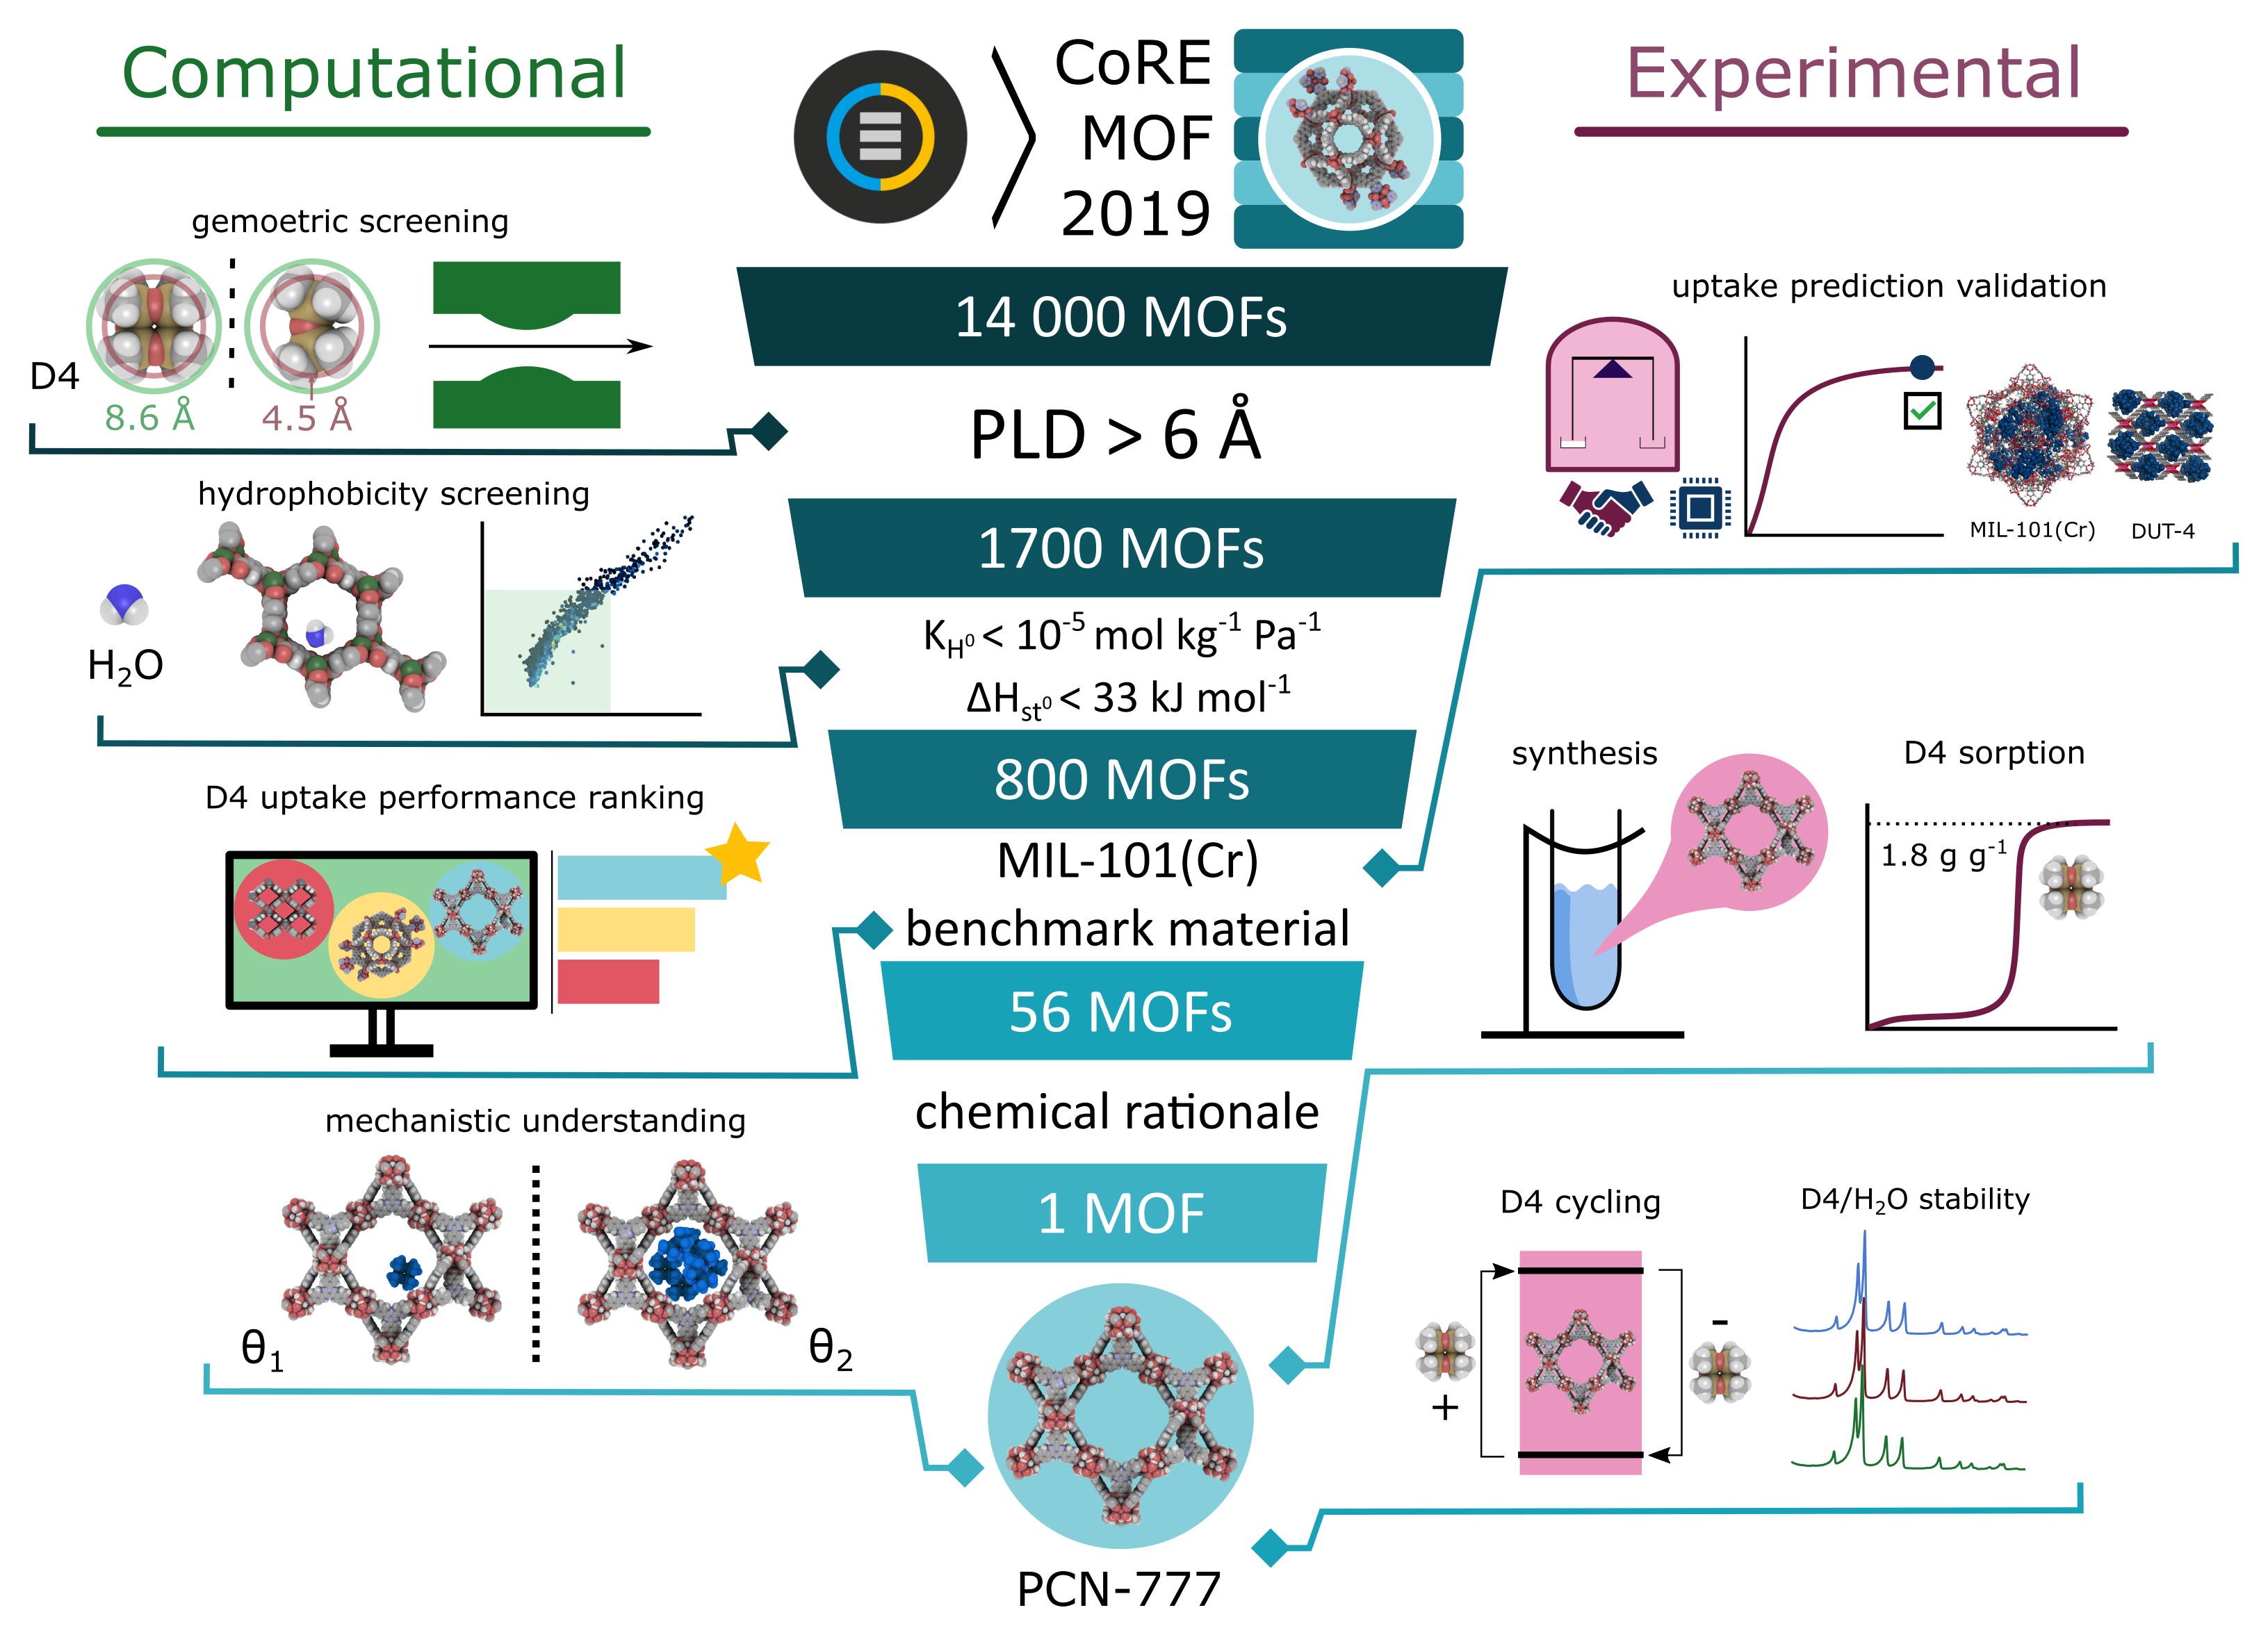 Computational
CoRE
MOF
2019
Experimental
gemoetric screening
D4
8.6 Å
4.5 Å
14 000 MOFs
PLD > 6 Å
uptake prediction validation
MIL-101(Cr)
DUT-4
hydrophobicity screening
H₂O
1700 MOFs
K_H⁰ < 10⁻⁵ mol kg⁻¹ Pa⁻¹
ΔH_st⁰ < 33 kJ mol⁻¹
800 MOFs
D4 uptake performance ranking
MIL-101(Cr)
benchmark material
synthesis
D4 sorption
1.8 g g⁻¹
56 MOFs
chemical rationale
mechanistic understanding
θ₁
θ₂
1 MOF
PCN-777
D4 cycling
+
-
D4/H₂O stability